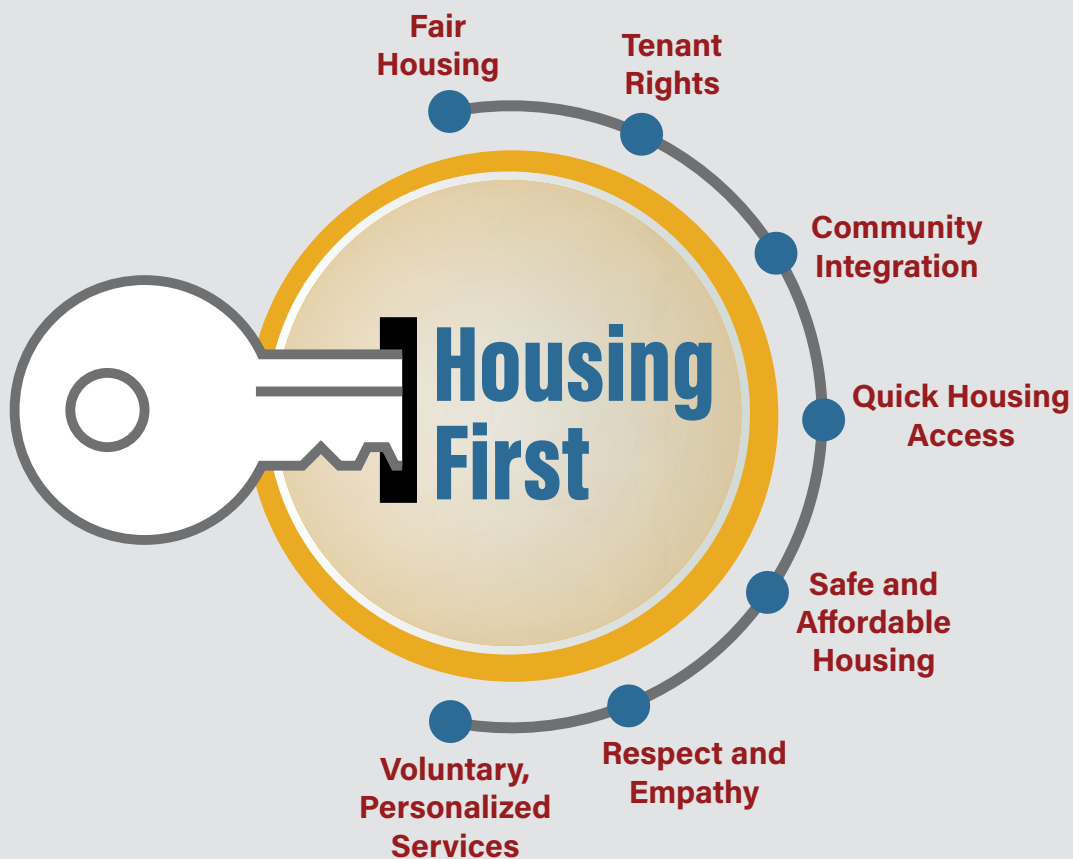 Fair
Housing
Tenant
Rights
Community
Integration
Housing
First
Quick Housing
Access
Safe and
Affordable
Housing
Respect and
Empathy
Voluntary,
Personalized
Services